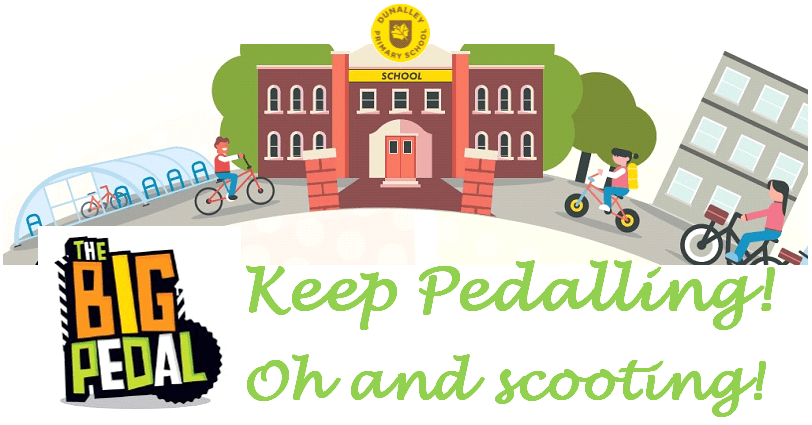 DUNALLEY
PRIMARY SCHOOL
SCHOOL
THE
BIG
PEDAL
Keep Pedalling!
Oh and scooting!